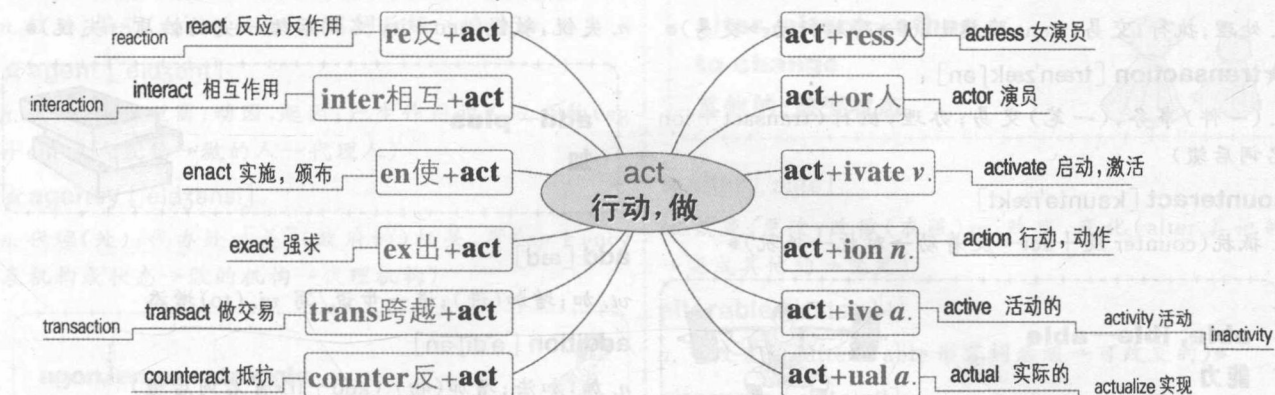 reaction react 反应,反作用 re反+act
interaction interact 相互作用 inter相互+act
enact 实施，颁布 en使+act
exact 强求 ex出+act
transaction transact 做交易 trans跨越+act
counteract 抵抗 counter反+act
act
行动，做
act+ress人 actress 女演员
act+or人 actor 演员
act+ivate v. activate 启动，激活
act+ion n. action 行动，动作
act+ive a. active 活动的 activity 活动 inactivity
act+ual a. actual 实际的 actualize 实现